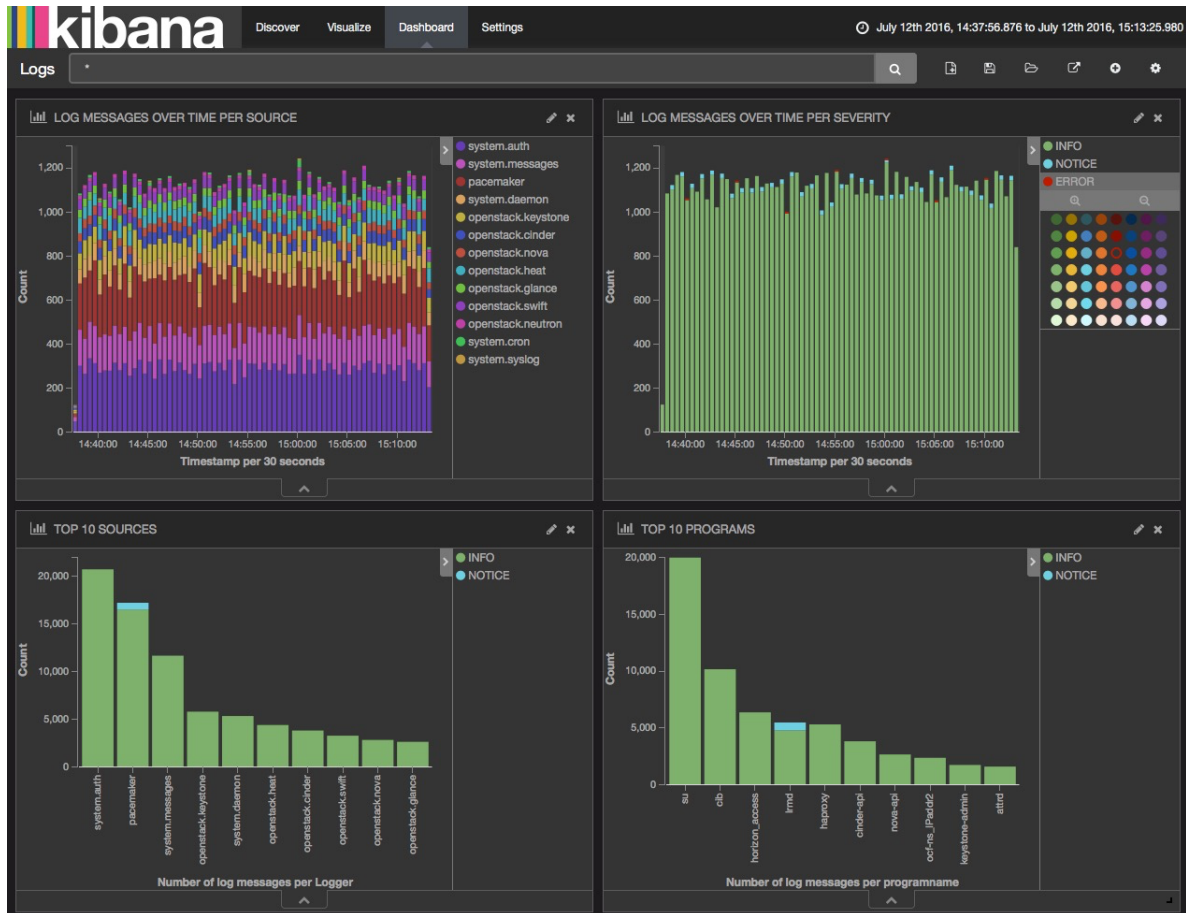 kibana
Discover Visualize Dashboard Settings
July 12th 2016, 14:37:56.876 to July 12th 2016, 15:13:25.980
Logs *
LOG MESSAGES OVER TIME PER SOURCE
1,200
1,000
800
600
400
200
0
Count
14:40:00 14:45:00 14:50:00 14:55:00 15:00:00 15:05:00 15:10:00
Timestamp per 30 seconds
system.auth
system.messages
pacemaker
system.daemon
openstack.keystone
openstack.cinder
openstack.nova
openstack.heat
openstack.glance
openstack.swift
openstack.neutron
system.cron
system.syslog
LOG MESSAGES OVER TIME PER SEVERITY
1,200
1,000
800
600
400
200
0
Count
14:40:00 14:45:00 14:50:00 14:55:00 15:00:00 15:05:00 15:10:00
Timestamp per 30 seconds
INFO
NOTICE
ERROR
TOP 10 SOURCES
20,000
15,000
10,000
5,000
0
Count
system.auth
pacemaker
system.messages
openstack.keystone
system.daemon
openstack.heat
openstack.cinder
openstack.swift
openstack.nova
openstack.glance
Number of log messages per Logger
INFO
NOTICE
TOP 10 PROGRAMS
20,000
15,000
10,000
5,000
0
Count
su
cib
horizon_access
lrmd
haproxy
cinder-api
nova-api
ocf-ns_IPaddr2
keystone-admin
attrd
Number of log messages per programname
INFO
NOTICE